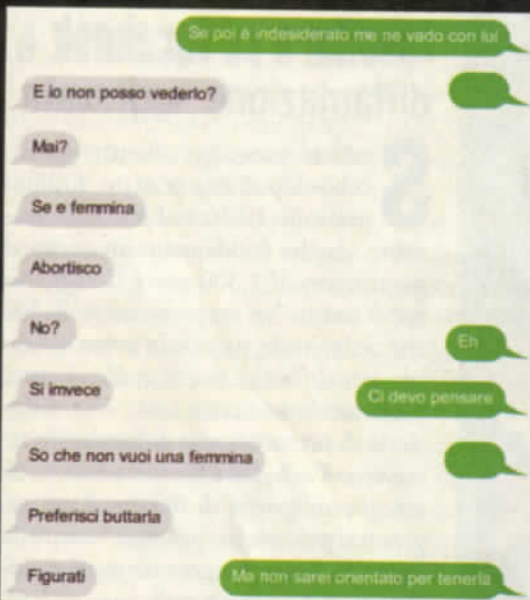 Se poi è indesiderato me ne vado con lui
E io non posso vederlo?
Mai?
Se e femmina
Abortisco
No?
Eh
Si imvece
Ci devo pensare
So che non vuoi una femmina
Preferisci buttarla
Figurati
Ma non sarei orientato per tenerla